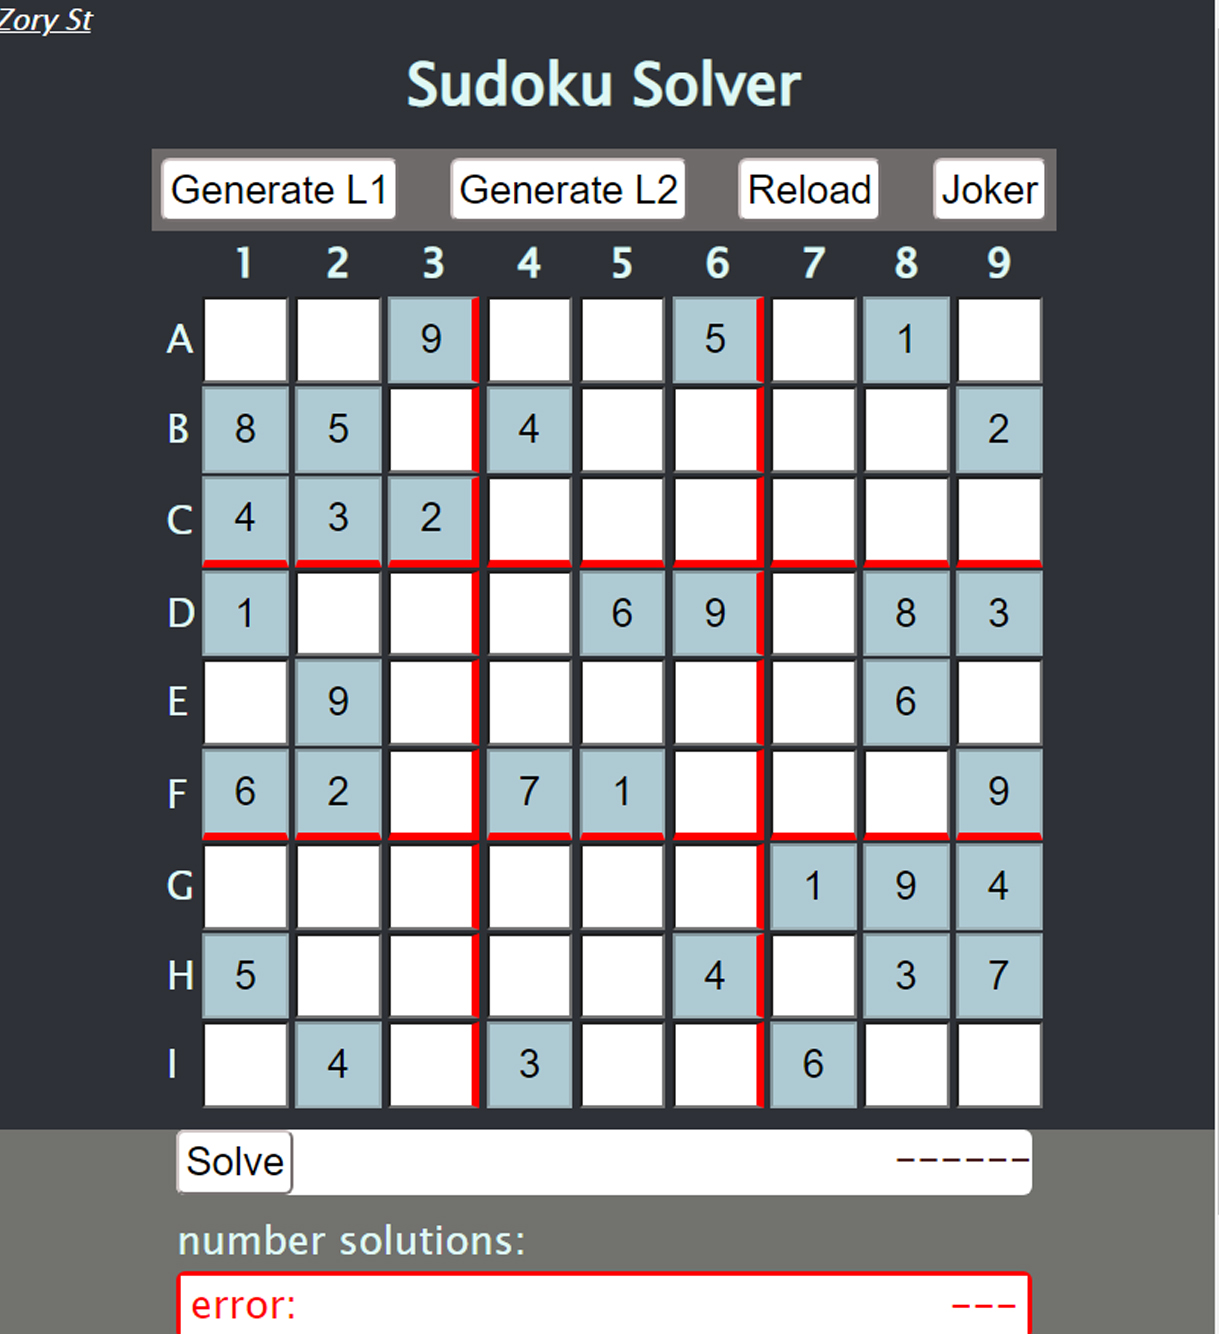 Zory St
Sudoku Solver
Generate L1 Generate L2 Reload Joker
1 2 3 4 5 6 7 8 9
A 9 5 1
B 8 5 4 2
C 4 3 2
D 1 6 9 8 3
E 9 6
F 6 2 7 1 9
G 1 9 4
H 5 4 3 7
I 4 3 6
Solve ------
number solutions:
error: ---